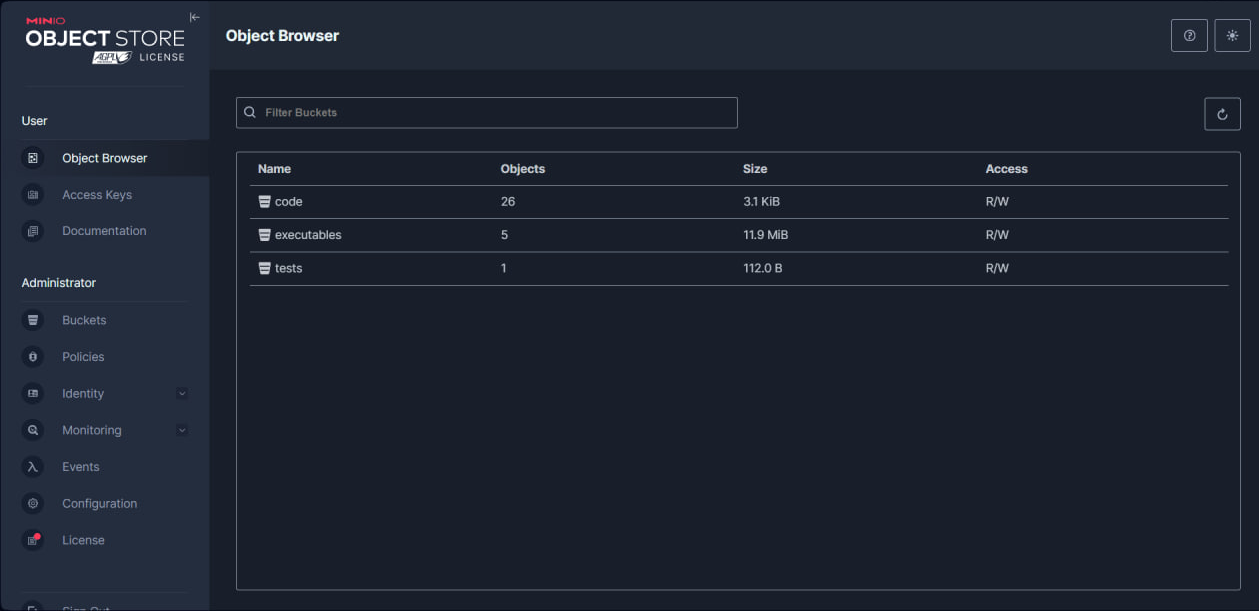 MINIO
OBJECT STORE
AGPL LICENSE
Object Browser
User
Object Browser
Access Keys
Documentation
Administrator
Buckets
Policies
Identity
Monitoring
Events
Configuration
License
Sign Out
Filter Buckets
Name Objects Size Access
code 26 3.1 KiB R/W
executables 5 11.9 MiB R/W
tests 1 112.0 B R/W